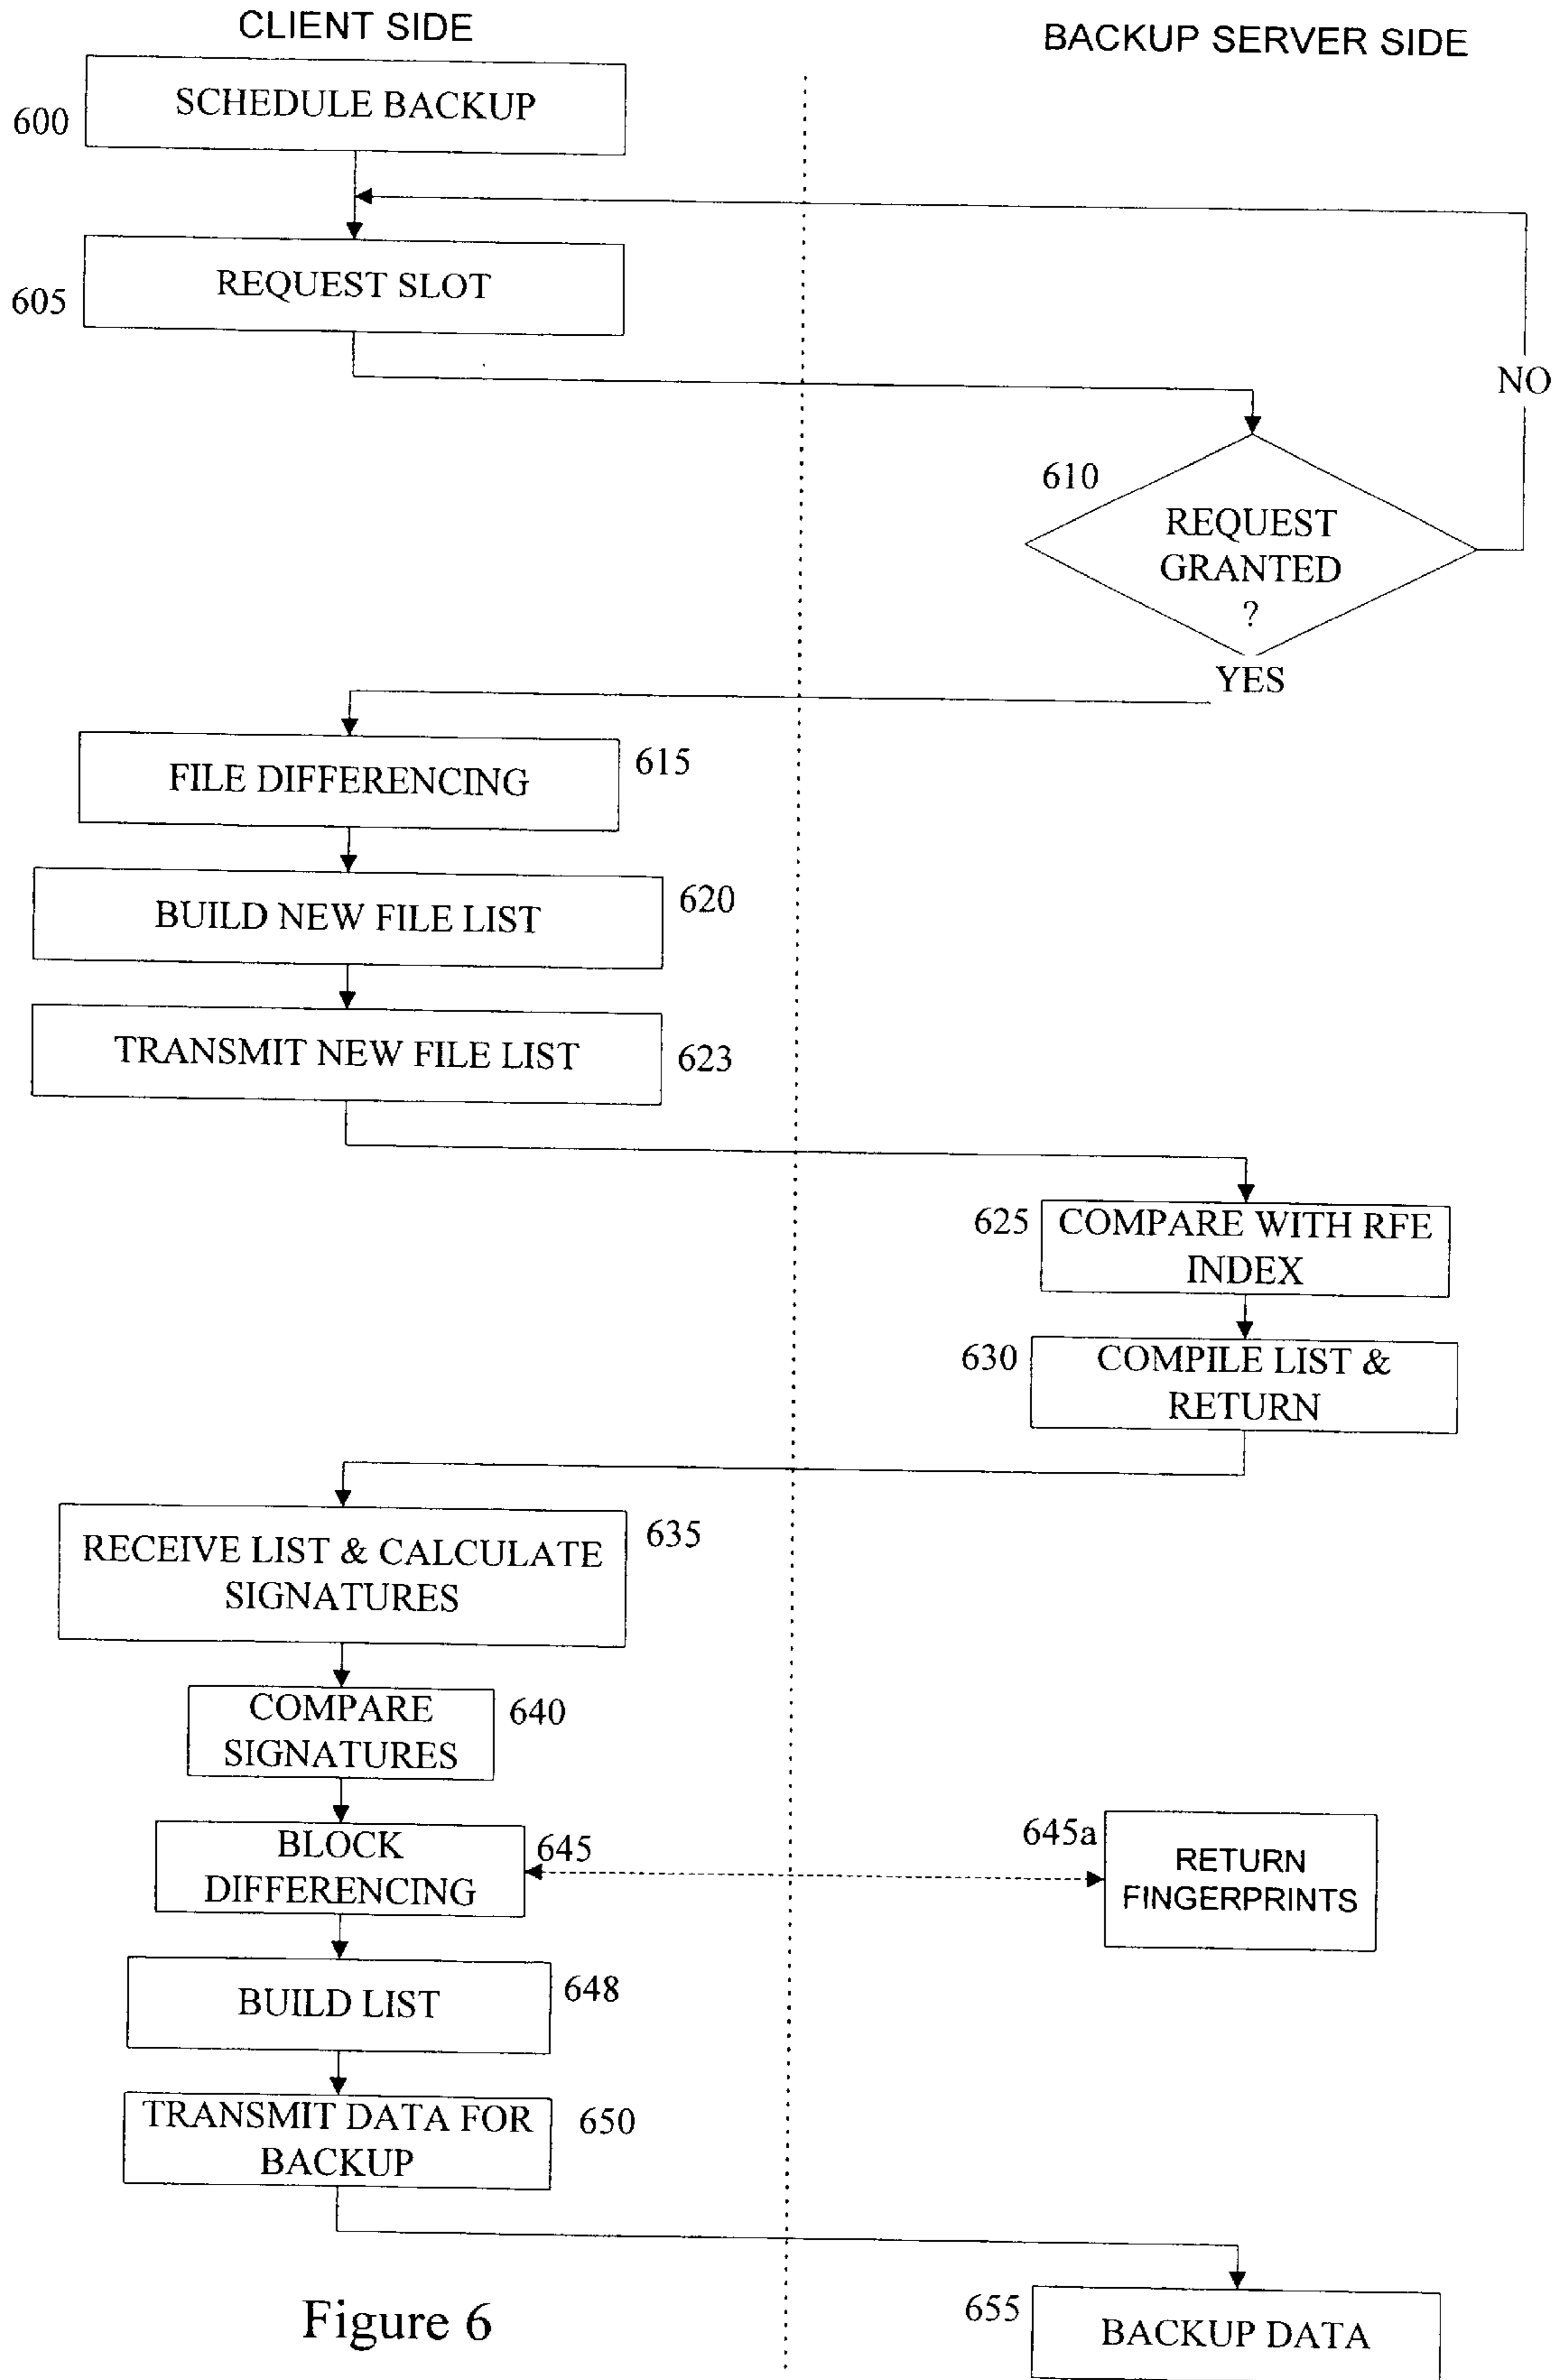 CLIENT SIDE
BACKUP SERVER SIDE
600
SCHEDULE BACKUP
605
REQUEST SLOT
NO
610
REQUEST
GRANTED
?
YES
FILE DIFFERENCING
615
BUILD NEW FILE LIST
620
TRANSMIT NEW FILE LIST
623
625
COMPARE WITH RFE
INDEX
630
COMPILE LIST &
RETURN
RECEIVE LIST & CALCULATE
SIGNATURES
635
COMPARE
SIGNATURES
640
BLOCK
DIFFERENCING
645
645a
RETURN
FINGERPRINTS
BUILD LIST
648
TRANSMIT DATA FOR
BACKUP
650
655
BACKUP DATA
Figure 6